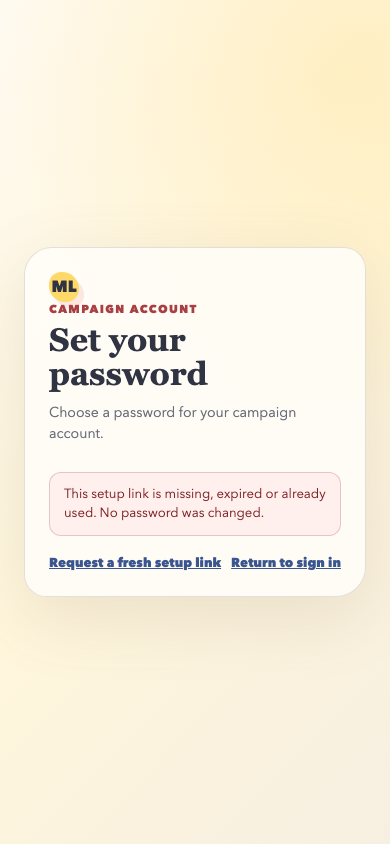 ML
CAMPAIGN ACCOUNT
Set your
password
Choose a password for your campaign
account.
This setup link is missing, expired or already
used. No password was changed.
Request a fresh setup link Return to sign in